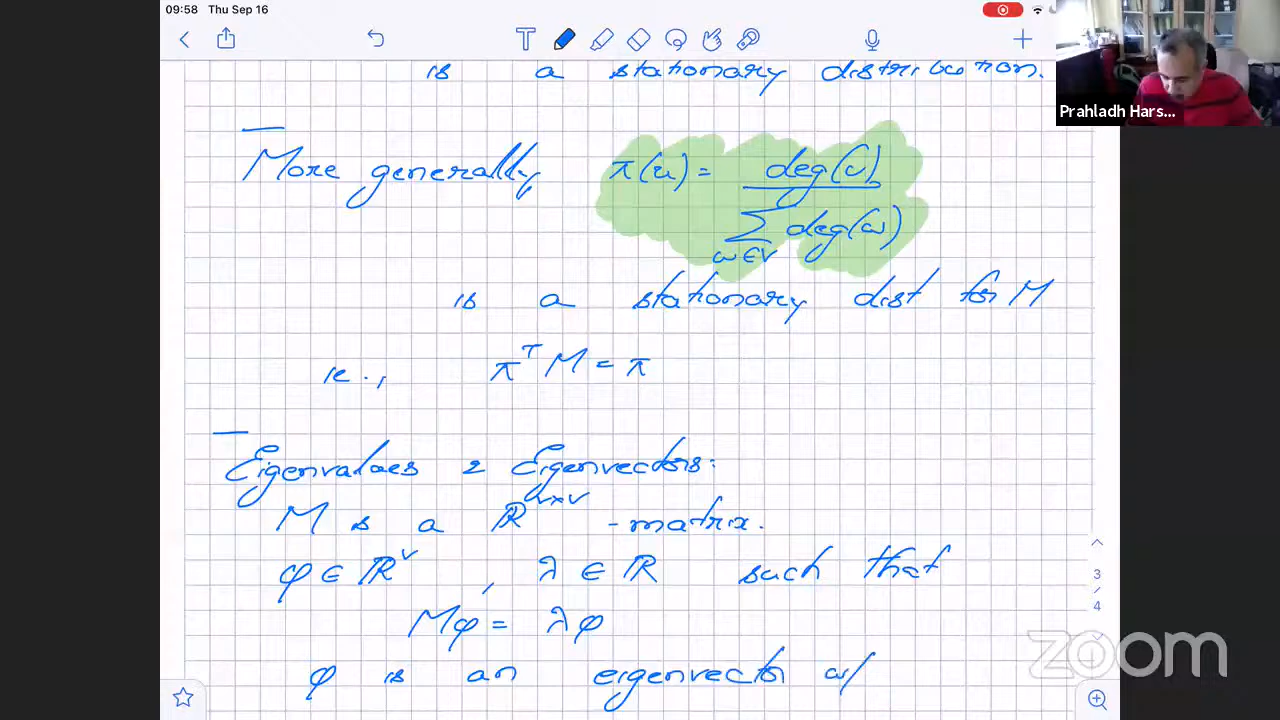 09:58 Thu Sep 16
is a stationary distribution.
Prahladh Hars...
More generally, π(u) = deg(v) / ∑ deg(w)
w∈V
is a stationary dist for M
i.e., π^T M = π
Eigenvalues & Eigenvectors:
M is a ℝ^{V×V} - matrix.
φ ∈ ℝ^V, λ ∈ ℝ such that
Mφ = λφ
φ is an eigenvector w/
3 / 4
zoom